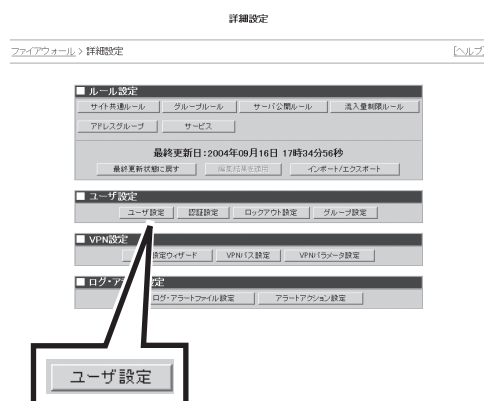 詳細設定
ファイアウォール > 詳細設定 [ヘルプ]
■ ルール設定
サイト共通ルール グループルール サーバ公開ルール 流入量制限ルール
アドレスグループ サービス
最終更新日:2004年09月16日 17時34分56秒
最終更新状態に戻す 編集結果を適用 インポート/エクスポート
■ ユーザ設定
ユーザ設定 認証設定 ロックアウト設定 グループ設定
■ VPN設定
設定ウィザード VPNパス設定 VPNパラメータ設定
■ ログ・ア 定
ログ・アラートファイル設定 アラートアクション設定
ユーザ設定